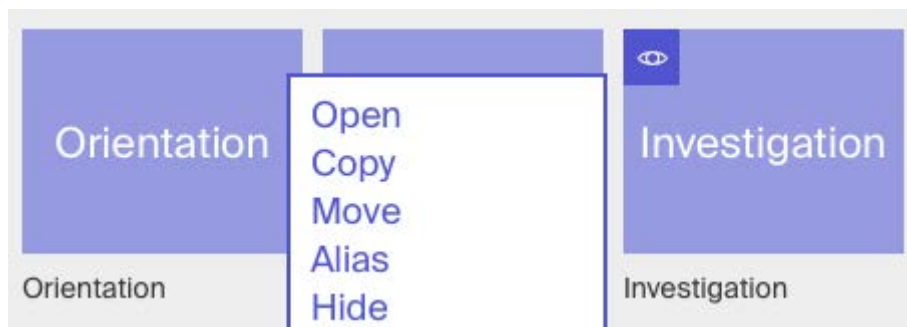 Orientation
Open
Copy
Move
Alias
Hide
Investigation
Orientation
Investigation